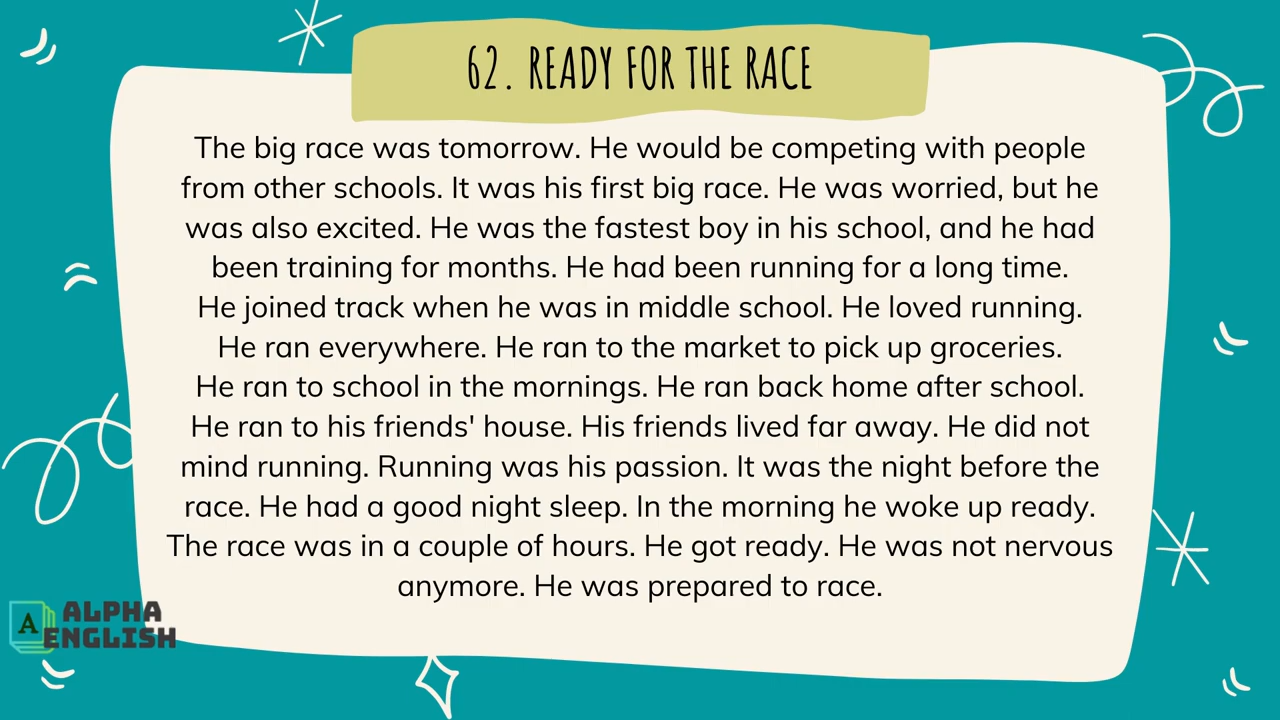 62. READY FOR THE RACE
The big race was tomorrow. He would be competing with people
from other schools. It was his first big race. He was worried, but he
was also excited. He was the fastest boy in his school, and he had
been training for months. He had been running for a long time.
He joined track when he was in middle school. He loved running.
He ran everywhere. He ran to the market to pick up groceries.
He ran to school in the mornings. He ran back home after school.
He ran to his friends' house. His friends lived far away. He did not
mind running. Running was his passion. It was the night before the
race. He had a good night sleep. In the morning he woke up ready.
The race was in a couple of hours. He got ready. He was not nervous
anymore. He was prepared to race.
A
ALPHA
ENGLISH